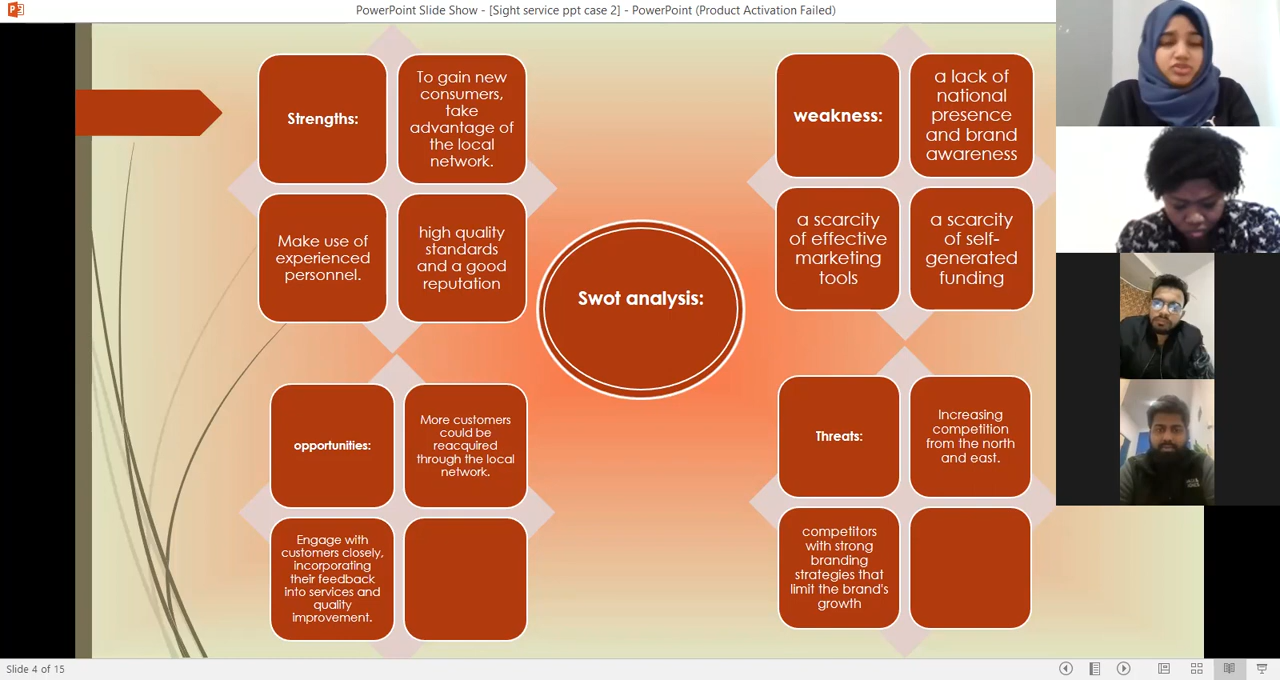 PowerPoint Slide Show - [Sight service ppt case 2] - PowerPoint (Product Activation Failed)
Strengths:
To gain new
consumers,
take
advantage of
the local
network.
Make use of
experienced
personnel.
high quality
standards
and a good
reputation
weakness:
a lack of
national
presence
and brand
awareness
a scarcity
of effective
marketing
tools
a scarcity
of self-
generated
funding
Swot analysis:
opportunities:
More customers
could be
reacquired
through the local
network.
Engage with
customers closely,
incorporating
their feedback
into services and
quality
improvement.
Threats:
Increasing
competition
from the north
and east.
competitors
with strong
branding
strategies that
limit the brand's
growth
Slide 4 of 15